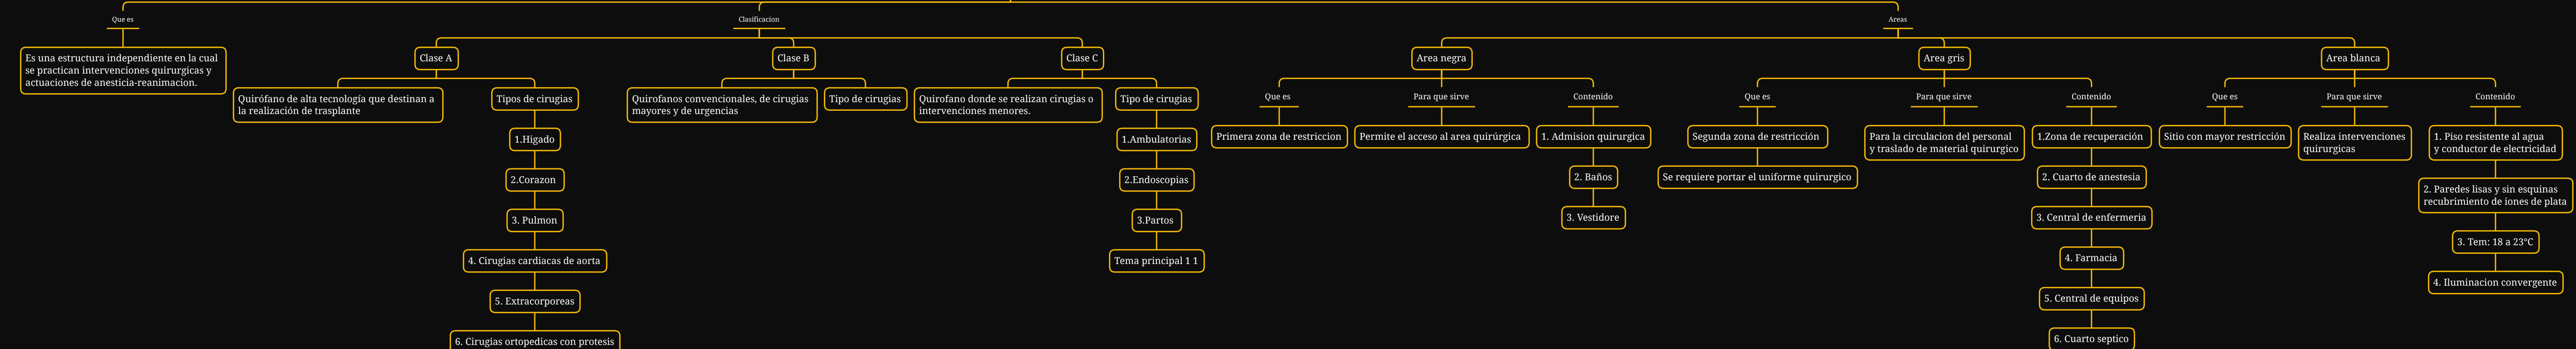 Que es
Clasificacion
Areas
Es una estructura independiente en la cual
se practican intervenciones quirurgicas y
actuaciones de anesticia-reanimacion.
Clase A
Clase B
Clase C
Area negra
Area gris
Area blanca
Quirófano de alta tecnología que destinan a
la realización de trasplante
Tipos de cirugias
1.Higado
2.Corazon
3. Pulmon
4. Cirugias cardiacas de aorta
5. Extracorporeas
6. Cirugias ortopedicas con protesis
Quirofanos convencionales, de cirugias
mayores y de urgencias
Tipo de cirugias
Quirofano donde se realizan cirugias o
intervenciones menores.
Tipo de cirugias
1.Ambulatorias
2.Endoscopias
3.Partos
Tema principal 1 1
Que es
Primera zona de restriccion
Para que sirve
Permite el acceso al area quirúrgica
Contenido
1. Admision quirurgica
2. Baños
3. Vestidore
Que es
Segunda zona de restricción
Se requiere portar el uniforme quirurgico
Para que sirve
Para la circulacion del personal
y traslado de material quirurgico
Contenido
1.Zona de recuperación
2. Cuarto de anestesia
3. Central de enfermeria
4. Farmacia
5. Central de equipos
6. Cuarto septico
Que es
Sitio con mayor restricción
Para que sirve
Realiza intervenciones
quirurgicas
Contenido
1. Piso resistente al agua
y conductor de electricidad
2. Paredes lisas y sin esquinas
recubrimiento de iones de plata
3. Tem: 18 a 23°C
4. Iluminacion convergente